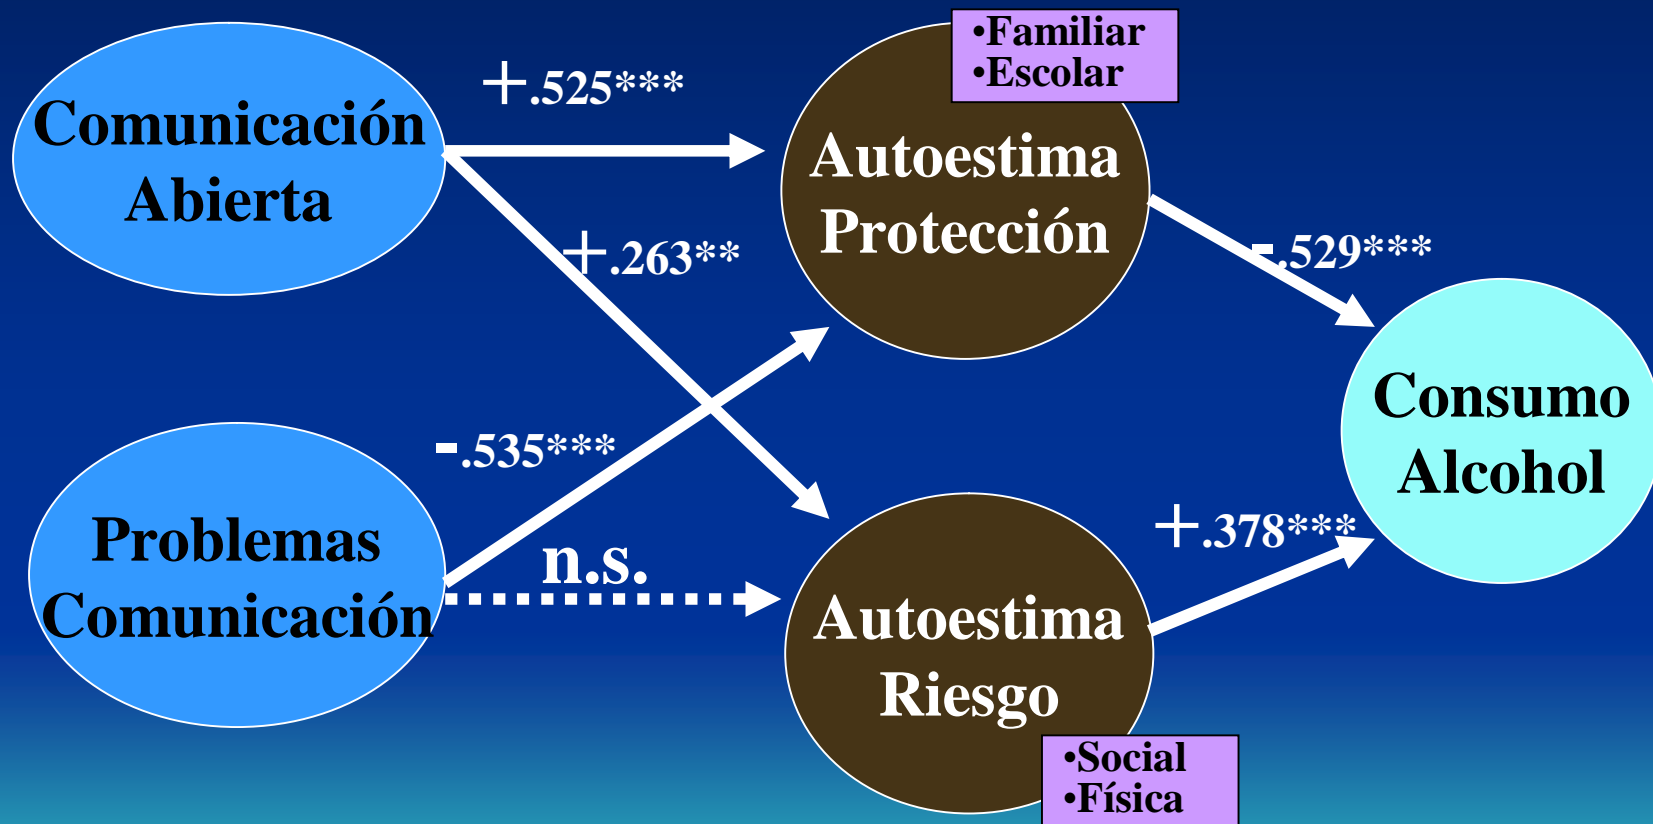 •Familiar
•Escolar
+.525***
Comunicación
Abierta
Autoestima
Protección
+.263**
-.529***
Consumo
Alcohol
-.535***
Problemas
Comunicación
n.s.
+.378***
Autoestima
Riesgo
•Social
•Física